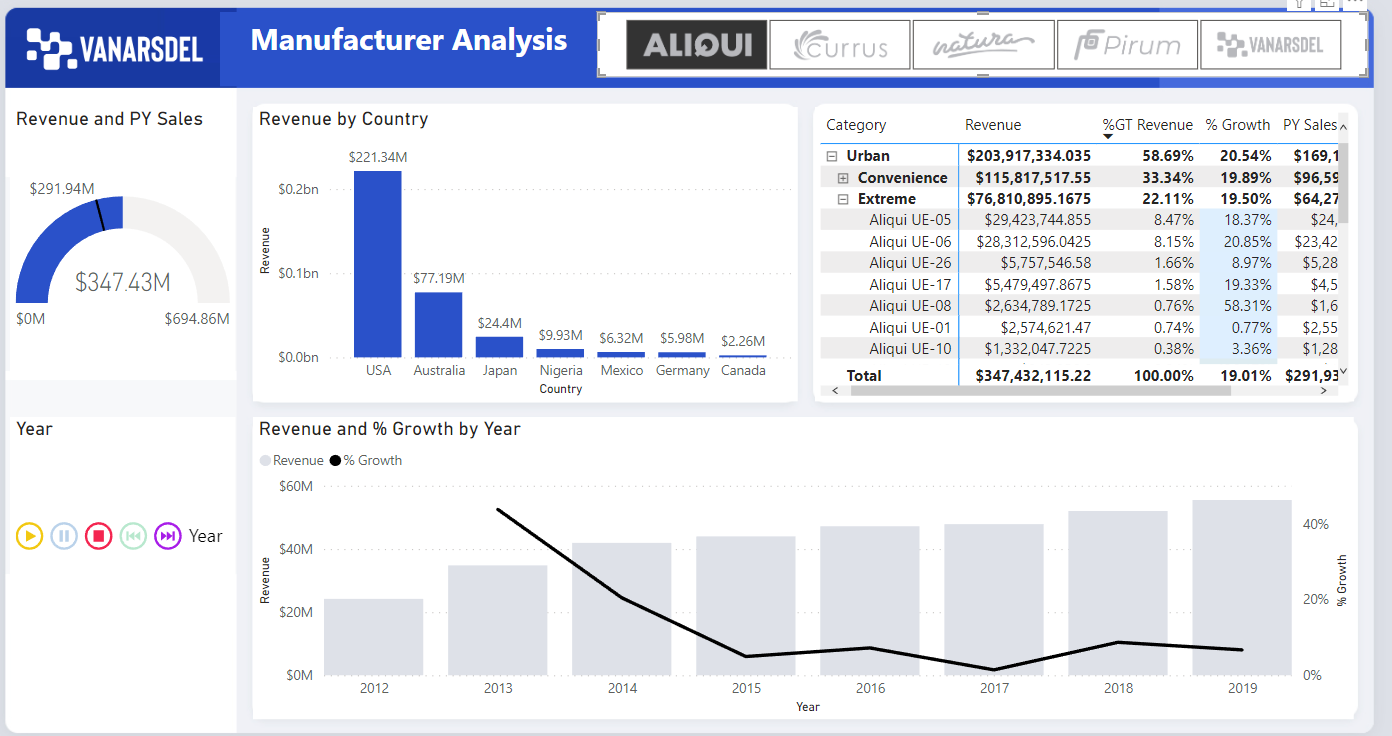 VANARSDEL
Manufacturer Analysis
ALIQUI
Currus
natura
Pirum
VANARSDEL
Revenue and PY Sales
$291.94M
$347.43M
$0M
$694.86M
Year
Year
Revenue by Country
$221.34M
$0.2bn
$77.19M
$0.1bn
$24.4M
$9.93M
$6.32M
$5.98M
$2.26M
$0.0bn
Revenue
USA Australia Japan Nigeria Mexico Germany Canada
Country
Category Revenue %GT Revenue % Growth PY Sales
Urban $203,917,334.035 58.69% 20.54% $169,1
Convenience $115,817,517.55 33.34% 19.89% $96,59
Extreme $76,810,895.1675 22.11% 19.50% $64,27
Aliqui UE-05 $29,423,744.855 8.47% 18.37% $24,
Aliqui UE-06 $28,312,596.0425 8.15% 20.85% $23,42
Aliqui UE-26 $5,757,546.58 1.66% 8.97% $5,28
Aliqui UE-17 $5,479,497.8675 1.58% 19.33% $4,5
Aliqui UE-08 $2,634,789.1725 0.76% 58.31% $1,6
Aliqui UE-01 $2,574,621.47 0.74% 0.77% $2,55
Aliqui UE-10 $1,332,047.7225 0.38% 3.36% $1,28
Total $347,432,115.22 100.00% 19.01% $291,93
Revenue and % Growth by Year
Revenue % Growth
$60M
$40M
$20M
$0M
Revenue
40%
20%
0%
% Growth
2012 2013 2014 2015 2016 2017 2018 2019
Year